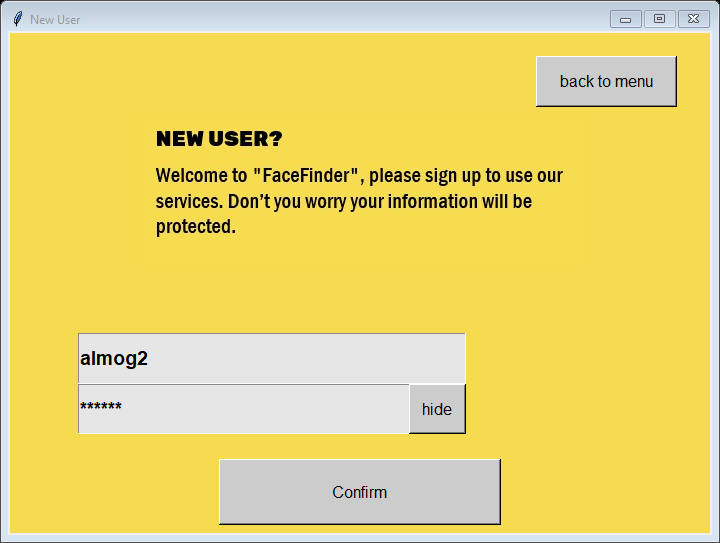 New User
back to menu
NEW USER?
Welcome to "FaceFinder", please sign up to use our
services. Don’t you worry your information will be
protected.
almog2
******
hide
Confirm